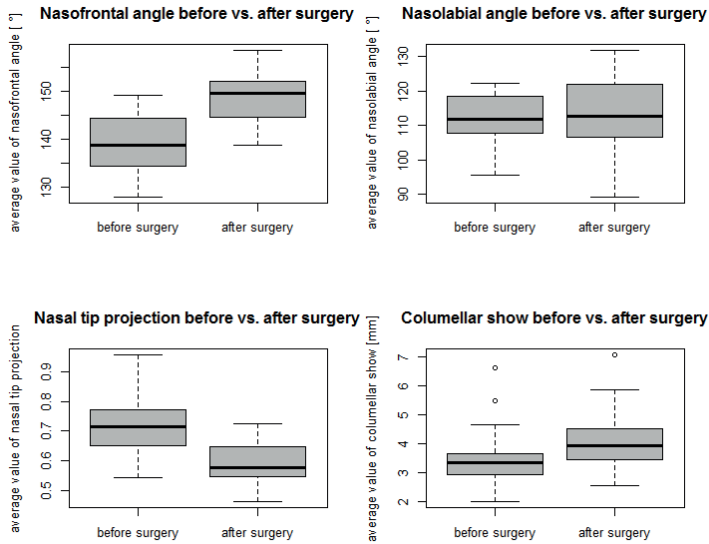 Nasofrontal angle before vs. after surgery
average value of nasofrontal angle [ °]
130
140
150
before surgery
after surgery
Nasolabial angle before vs. after surgery
average value of nasolabial angle [ °]
90
100
110
120
130
before surgery
after surgery
Nasal tip projection before vs. after surgery
average value of nasal tip projection
0.5
0.6
0.7
0.9
before surgery
after surgery
Columellar show before vs. after surgery
average value of columellar show [mm]
2
3
4
5
6
7
before surgery
after surgery